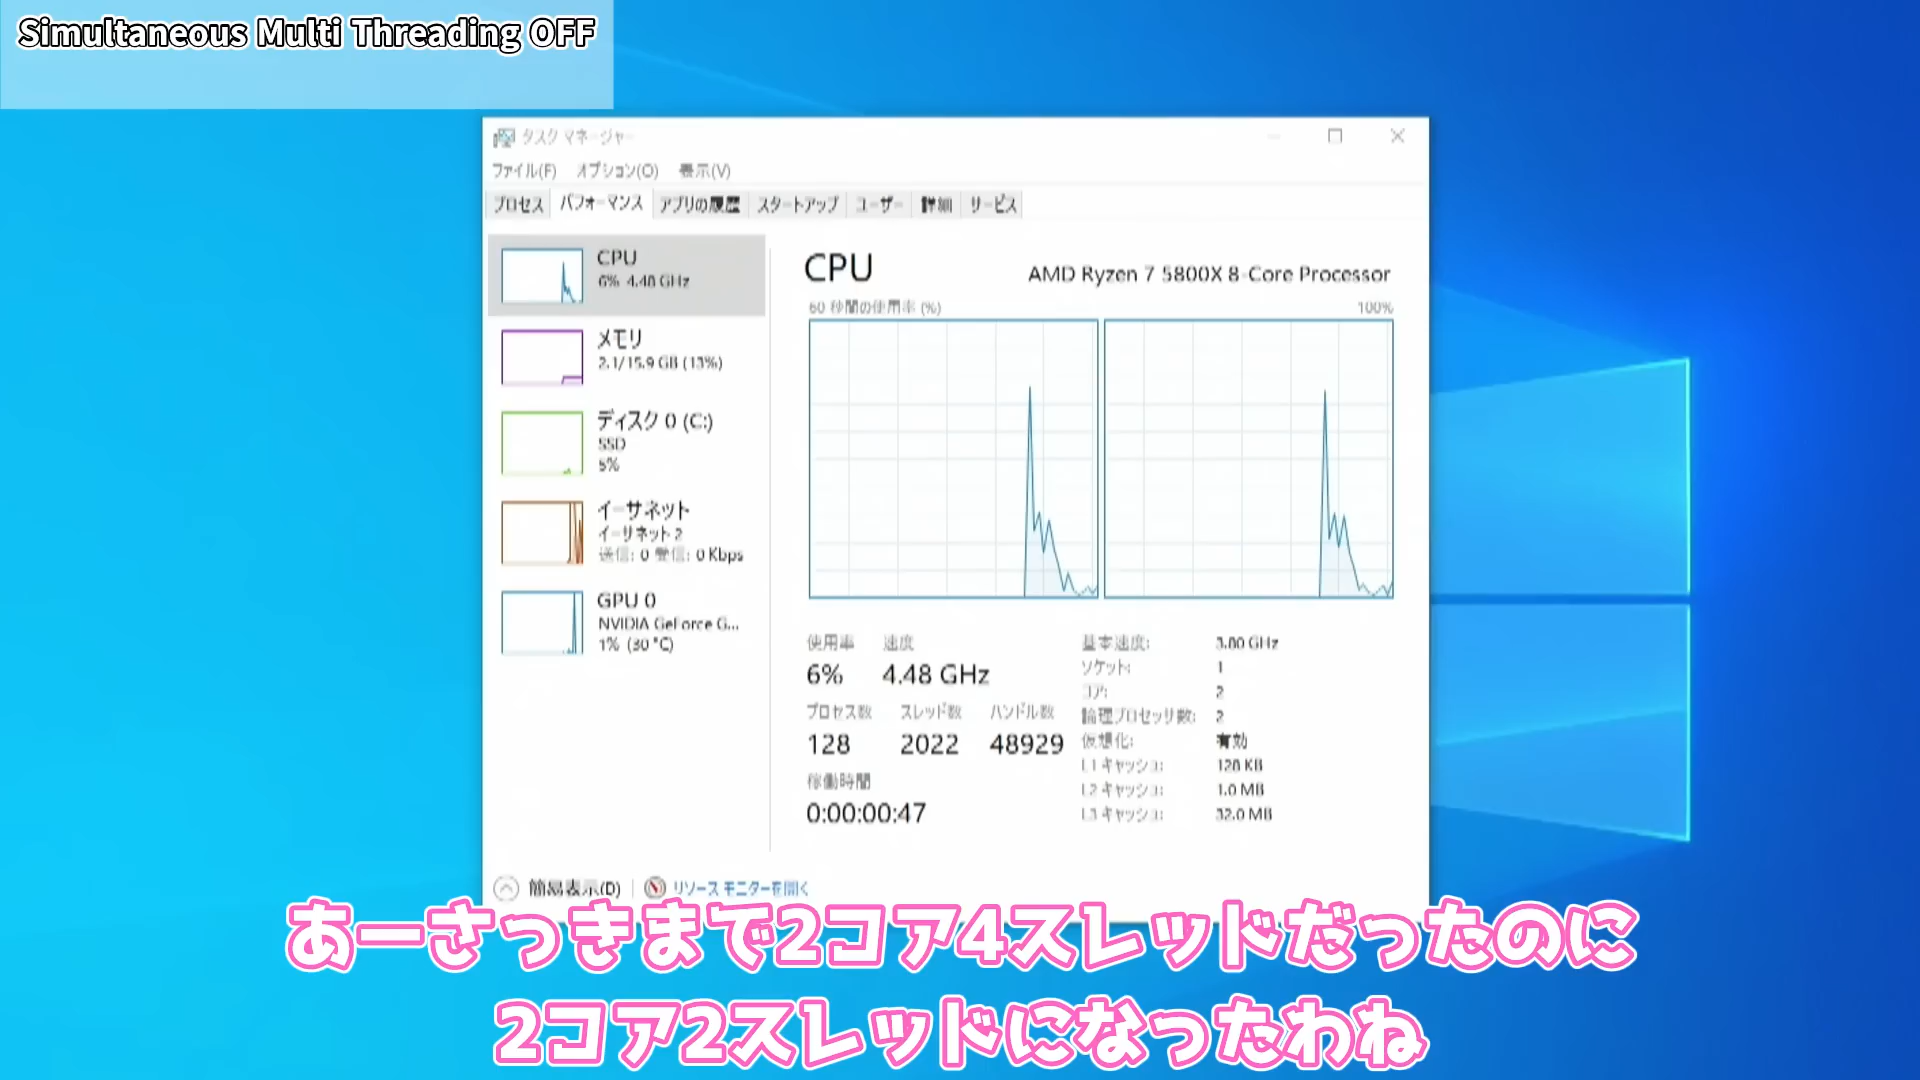 Simultaneous Multi Threading OFF
タスク マネージャー
ファイル(F) オプション(O) 表示(V)
プロセス パフォーマンス アプリの履歴 スタートアップ ユーザー 詳細 サービス
CPU
6% 4.48 GHz
メモリ
2.1/15.9 GB (13%)
ディスク 0 (C:)
SSD
5%
イーサネット
イーサネット 2
送信: 0 受信: 0 Kbps
GPU 0
NVIDIA GeForce G...
1% (30 °C)
CPU AMD Ryzen 7 5800X 8-Core Processor
60 秒間の使用率 (%) 100%
使用率 速度
6% 4.48 GHz
プロセス数 スレッド数 ハンドル数
128 2022 48929
稼働時間
0:00:00:47
基本速度: 3.80 GHz
ソケット: 1
コア: 2
論理プロセッサ数: 2
仮想化: 有効
L1 キャッシュ: 128 KB
L2 キャッシュ: 1.0 MB
L3 キャッシュ: 32.0 MB
簡易表示(D) リソース モニターを開く
あーさっきまで2コア4スレッドだったのに
2コア2スレッドになったわね